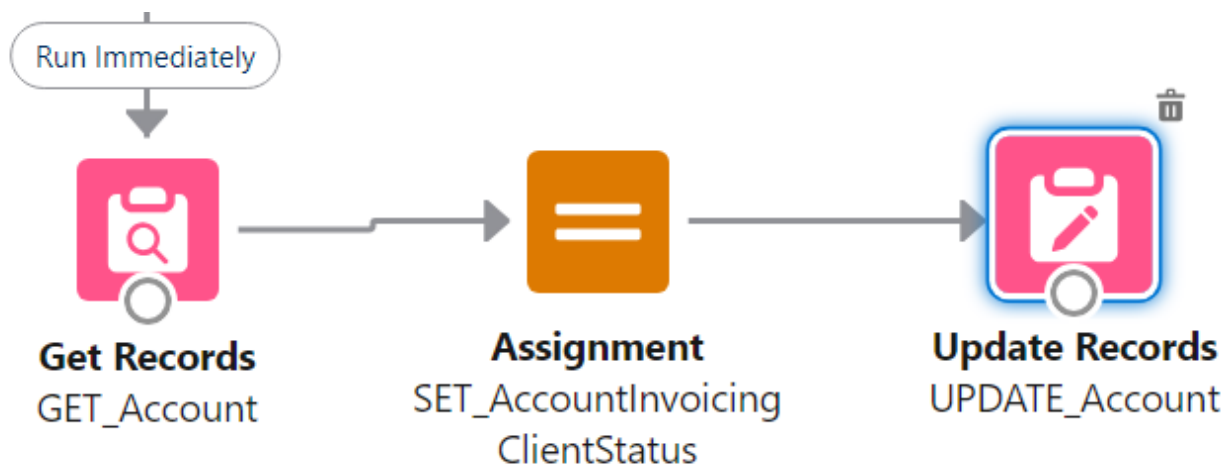 Run Immediately
Get Records
GET_Account
Assignment
SET_AccountInvoicing
ClientStatus
Update Records
UPDATE_Account